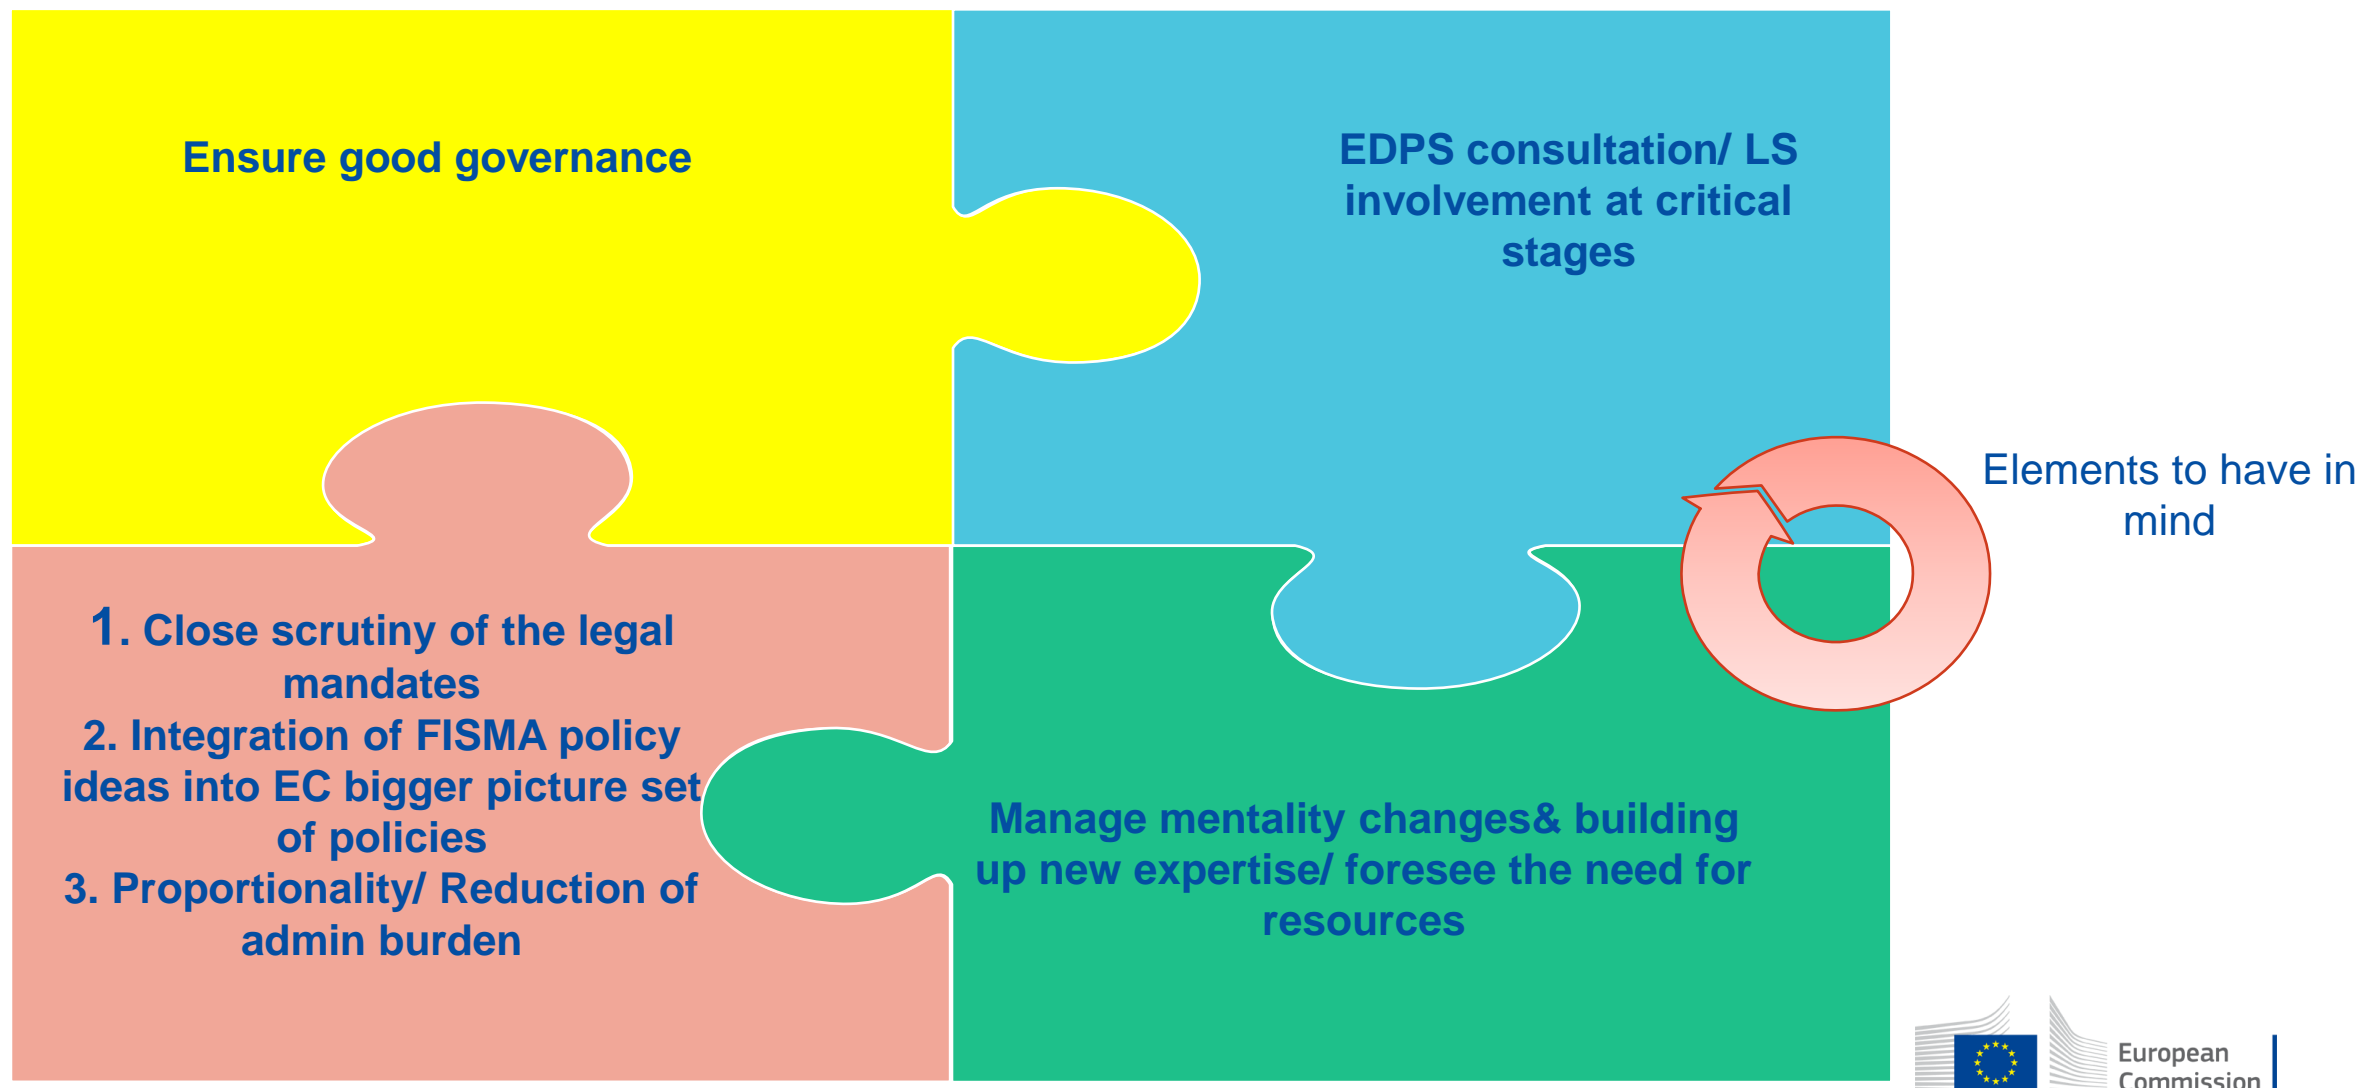 Ensure good governance
EDPS consultation/ LS
involvement at critical
stages
Elements to have in
mind
1. Close scrutiny of the legal
mandates
2. Integration of FISMA policy
ideas into EC bigger picture set
of policies
3. Proportionality/ Reduction of
admin burden
Manage mentality changes& building
up new expertise/ foresee the need for
resources
European
Commission